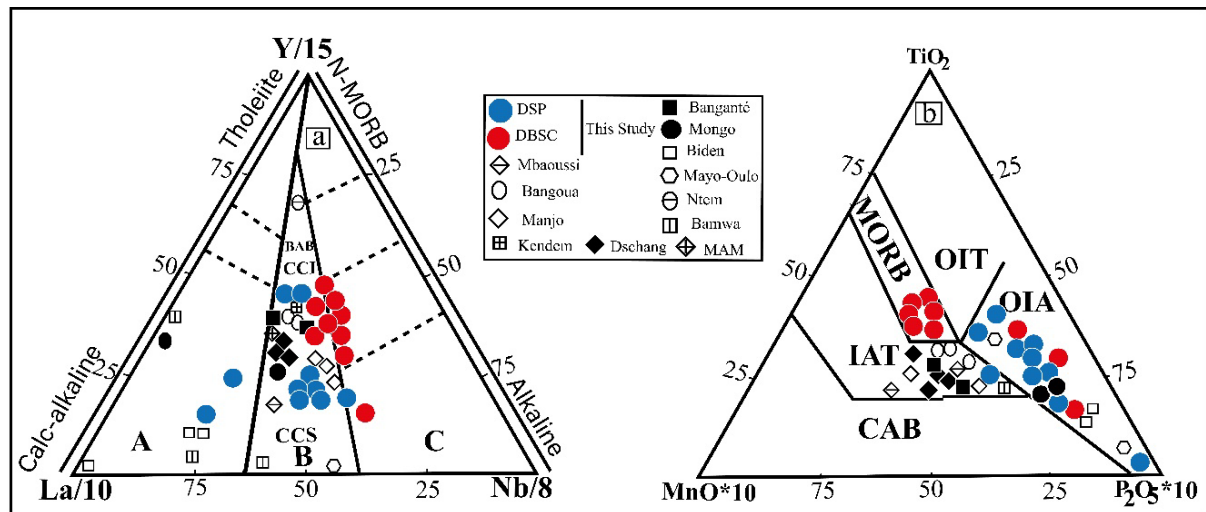 Y/15
Tholeiite
N-MORB
a
75
25
BAB
CCI
50
50
25
75
Calc-alkaline
Alkaline
A
CCS
B
C
La/10
75
25
Nb/8
DSP
DBSC
This Study
Mbaoussi
Bangoua
Manjo
Kendem
Dschang
MAM
Banganté
Mongo
Biden
Mayo-Oulo
Ntem
Bamwa
TiO₂
b
75
25
MORB
OIT
50
50
OIA
IAT
25
75
CAB
MnO*10
75
50
25
P₂O₅*10